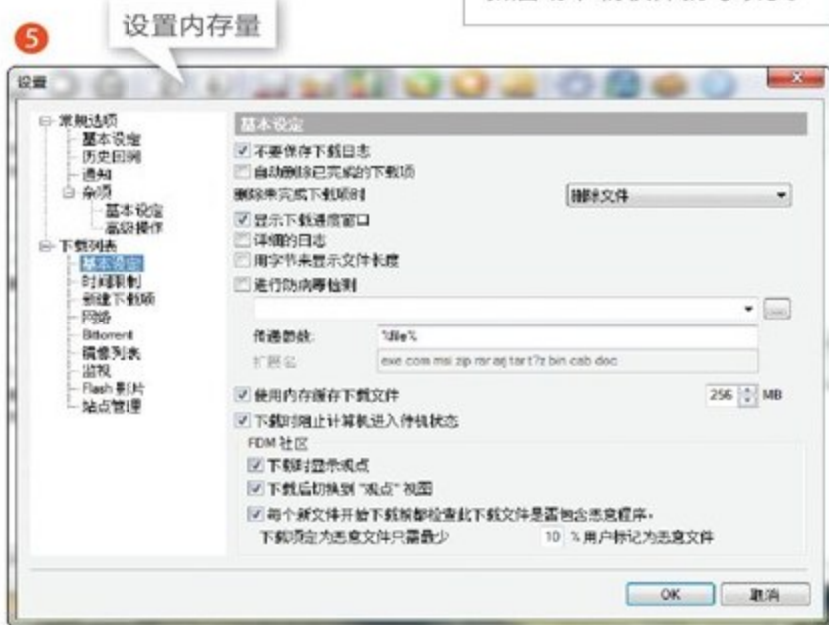 设置内存量
5
设置
常规选项
基本设定
历史回溯
通知
杂项
基本设定
高级操作
下载列表
基本设定
时间限制
新建下载项
网络
Bittorrent
镜像列表
监视
Flash 影片
站点管理
基本设定
不要保存下载日志
自动删除已完成的下载项
删除未完成下载项时 删除文件
显示下载进度窗口
详细的日志
用字节来显示文件长度
进行防病毒检测
...
传递参数: %file%
扩展名 exe com msi zip rar arj tar t?z bin cab doc
使用内存缓存下载文件 256 MB
下载时阻止计算机进入待机状态
FDM 社区
下载时显示观点
下载后切换到 "观点" 视图
每个新文件开始下载前都检查此下载文件是否包含恶意程序。
下载项定为恶意文件只需最少 10 % 用户标记为恶意文件
OK 取消